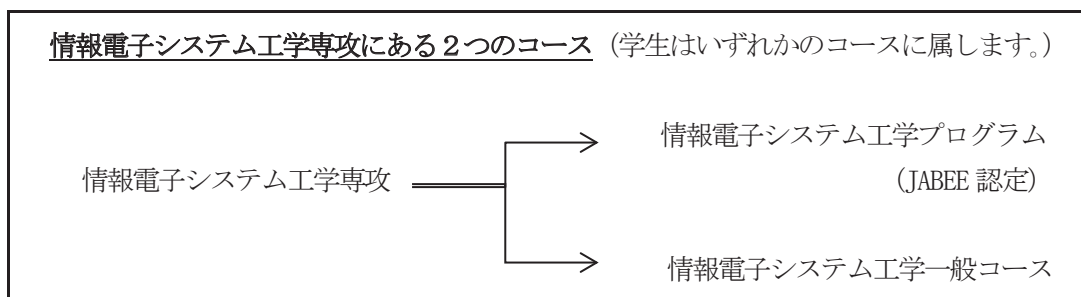 情報電子システム工学専攻にある２つのコース（学生はいずれかのコースに属します。）
情報電子システム工学プログラム
情報電子システム工学専攻
（JABEE 認定）
情報電子システム工学一般コース